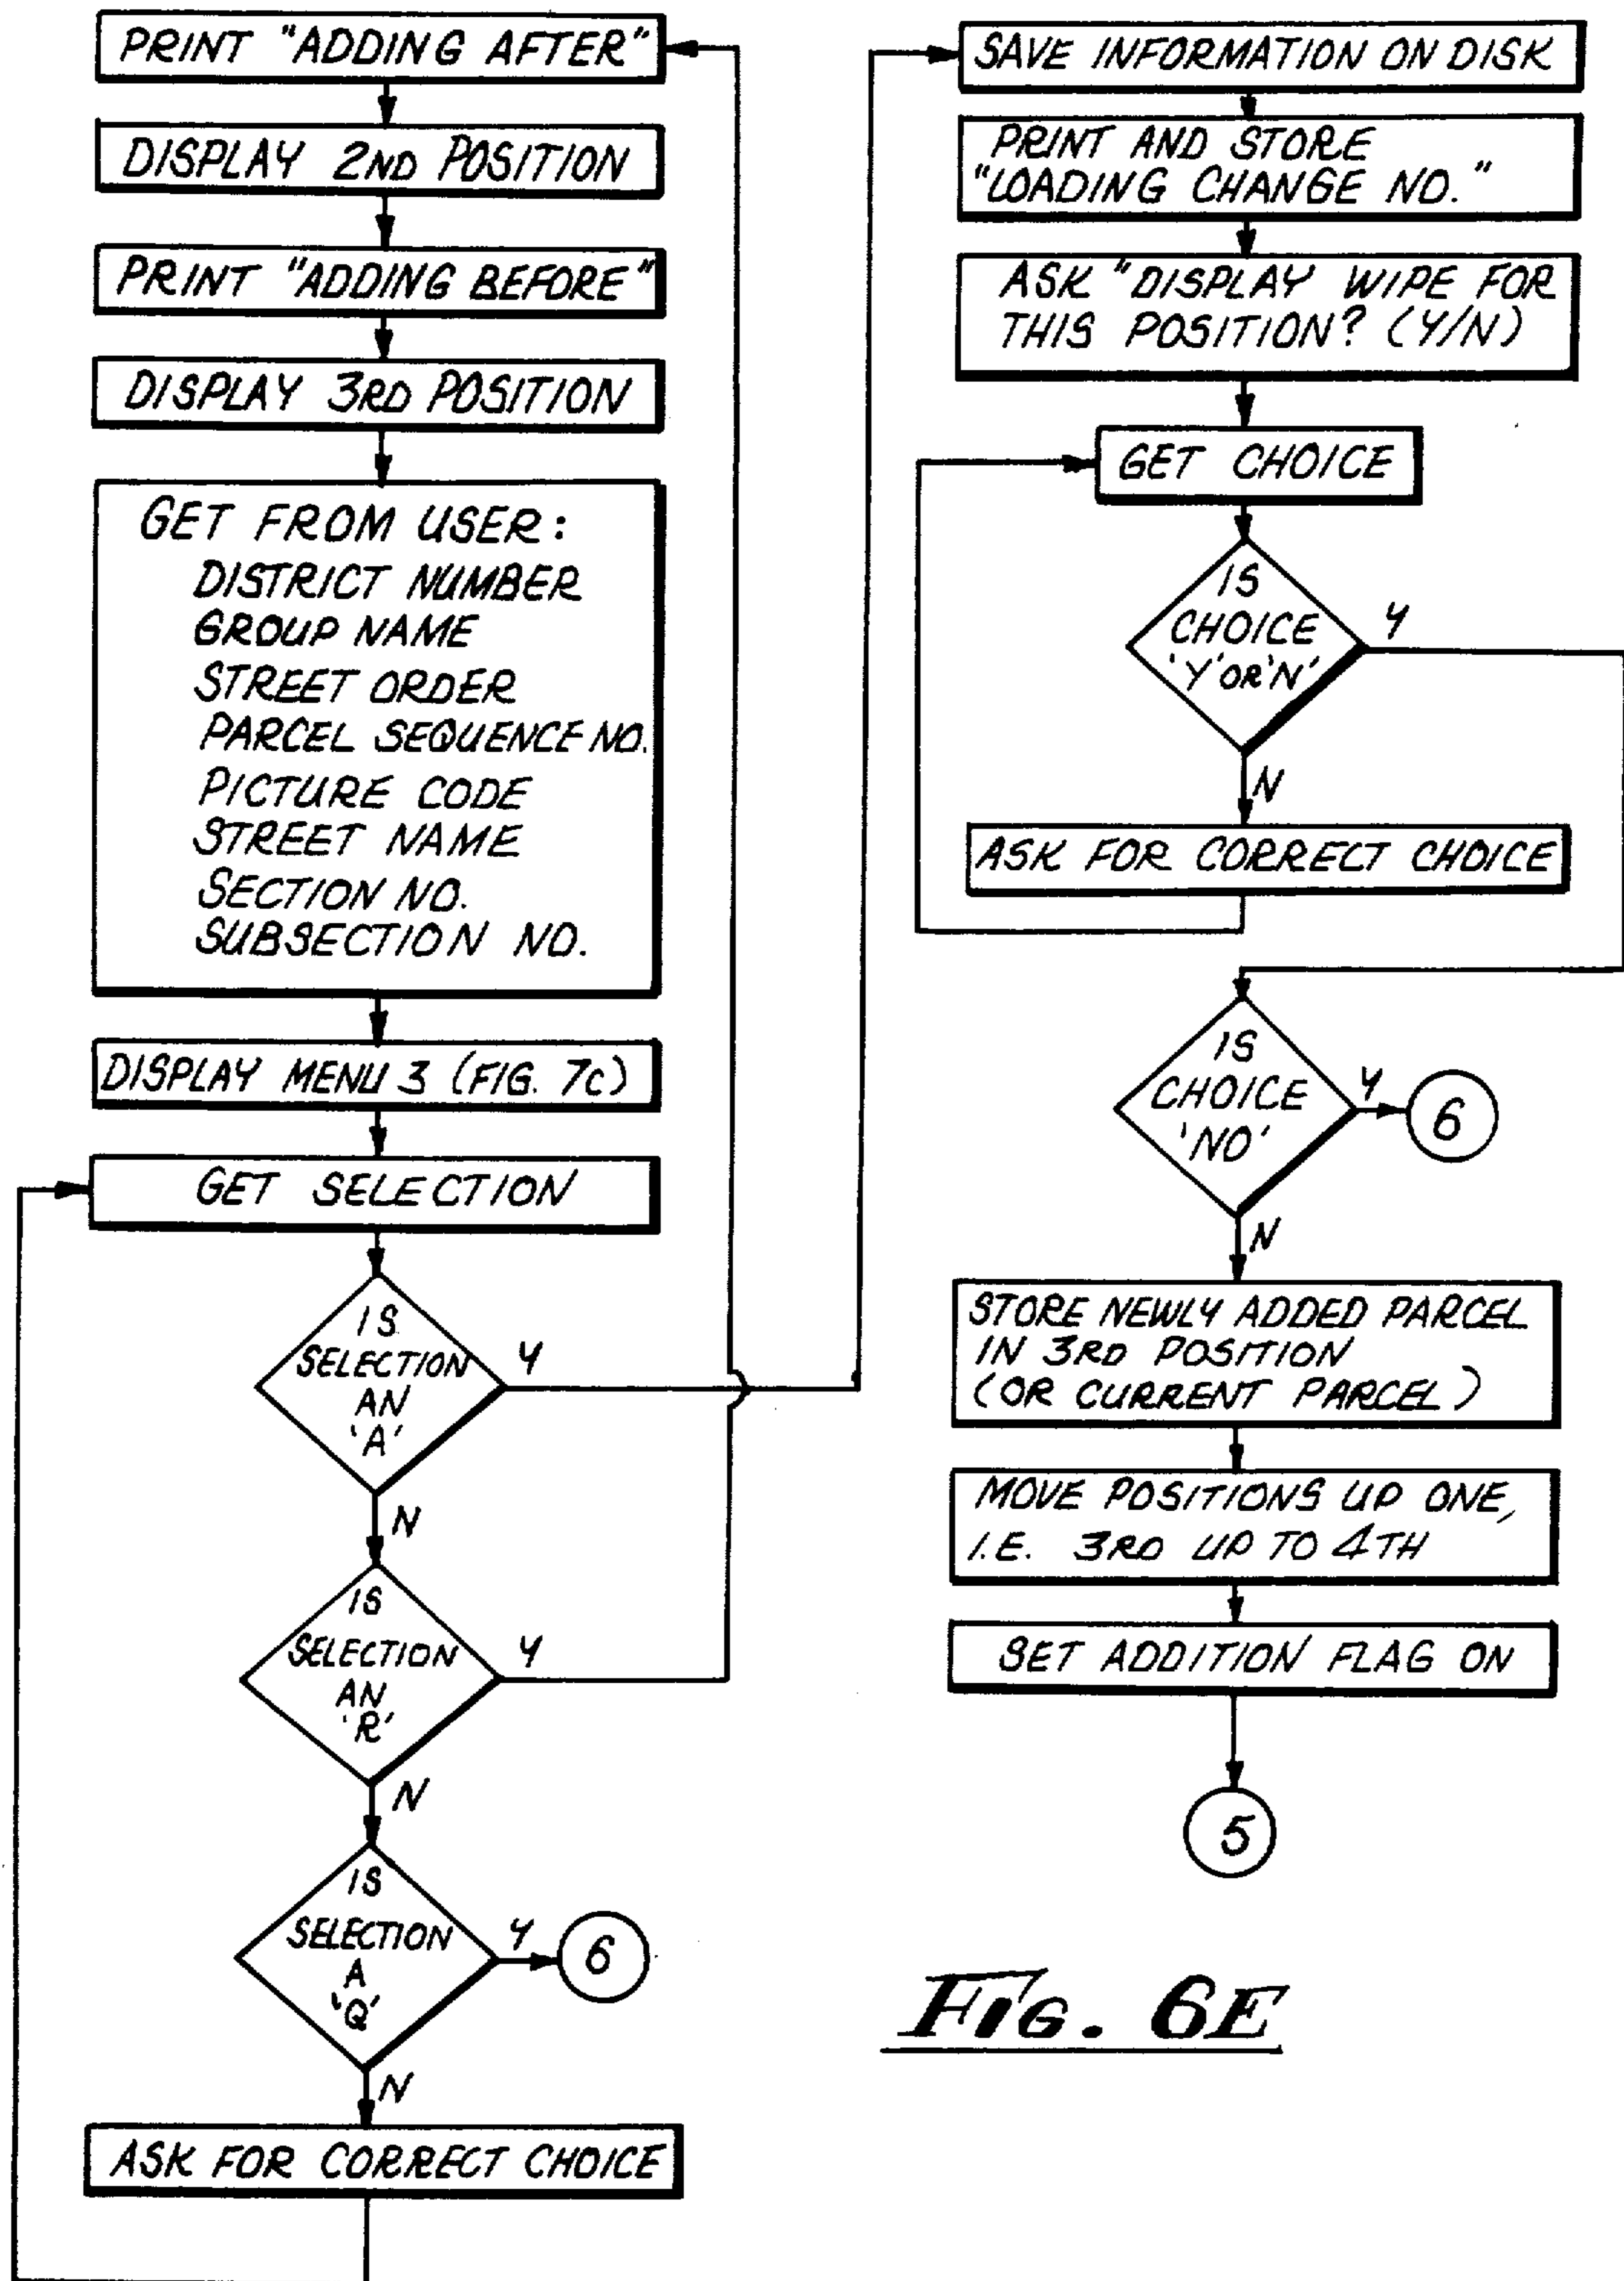 PRINT "ADDING AFTER"
DISPLAY 2ND POSITION
PRINT "ADDING BEFORE"
DISPLAY 3RD POSITION
GET FROM USER:
DISTRICT NUMBER
GROUP NAME
STREET ORDER
PARCEL SEQUENCE NO.
PICTURE CODE
STREET NAME
SECTION NO.
SUBSECTION NO.
DISPLAY MENU 3 (FIG. 7C)
GET SELECTION
IS
SELECTION
AN
'A'
Y
N
IS
SELECTION
AN
'R'
Y
N
IS
SELECTION
A
'Q'
Y
6
N
ASK FOR CORRECT CHOICE
SAVE INFORMATION ON DISK
PRINT AND STORE
"LOADING CHANGE NO."
ASK "DISPLAY WIPE FOR
THIS POSITION? (Y/N)
GET CHOICE
IS
CHOICE
'Y' OR 'N'
Y
N
ASK FOR CORRECT CHOICE
IS
CHOICE
'NO'
Y
6
N
STORE NEWLY ADDED PARCEL
IN 3RD POSITION
(OR CURRENT PARCEL)
MOVE POSITIONS UP ONE,
I.E. 3RD UP TO 4TH
SET ADDITION FLAG ON
5
FIG. 6E